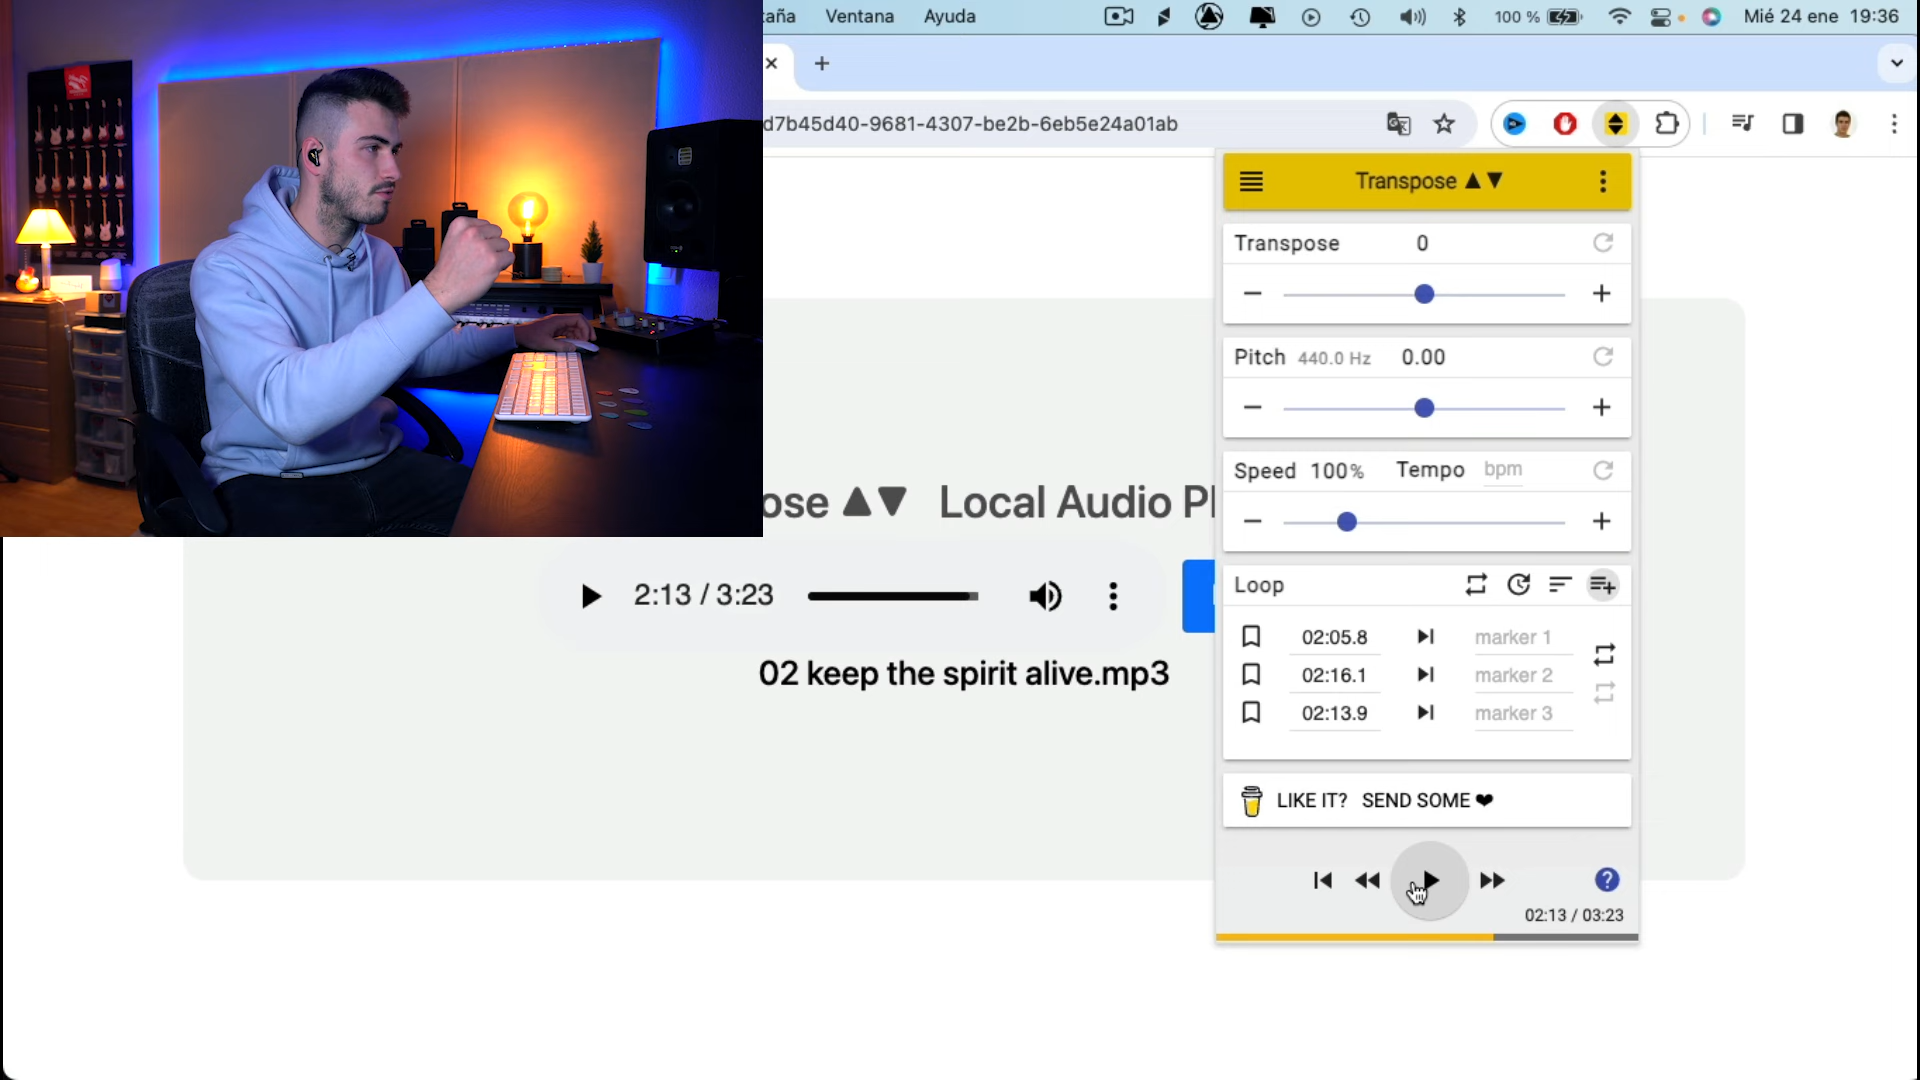 aña Ventana Ayuda 100 % Mié 24 ene 19:36
d7b45d40-9681-4307-be2b-6eb5e24a01ab
Transpose ▲▼
Transpose 0
Pitch 440.0 Hz 0.00
Speed 100% Tempo bpm
ose ▲▼ Local Audio Pl
Loop
2:13 / 3:23
02:05.8 marker 1
02:16.1 marker 2
02:13.9 marker 3
02 keep the spirit alive.mp3
LIKE IT? SEND SOME ❤
02:13 / 03:23